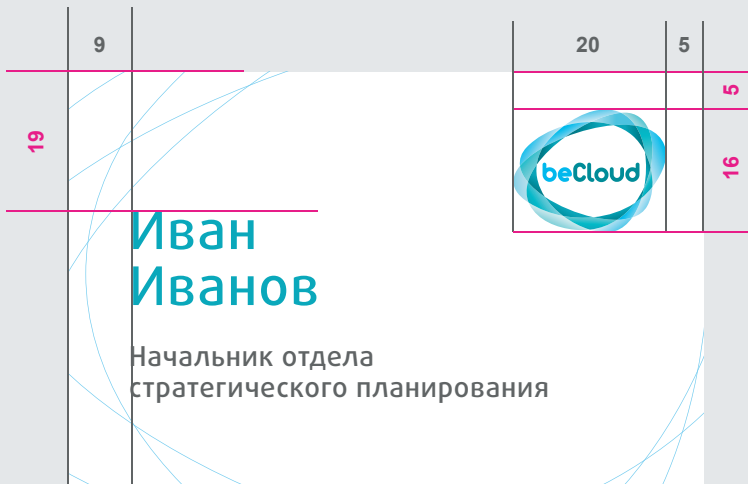 9
20
5
5
19
16
beCloud
Иван
Иванов
Начальник отдела
стратегического планирования